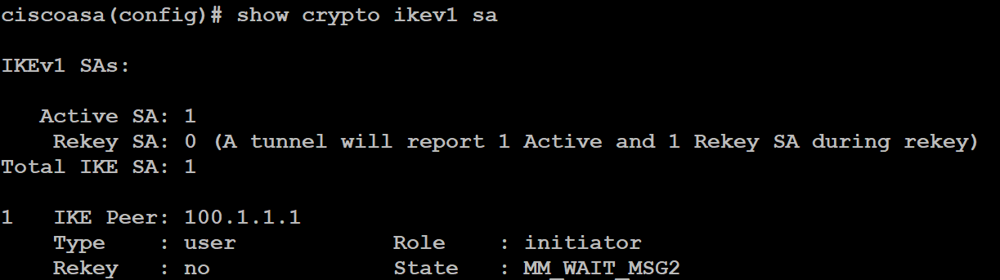 ciscoasa(config)# show crypto ikev1 sa
IKEv1 SAs:
Active SA: 1
Rekey SA: 0 (A tunnel will report 1 Active and 1 Rekey SA during rekey)
Total IKE SA: 1
1 IKE Peer: 100.1.1.1
Type : user Role : initiator
Rekey : no State : MM_WAIT_MSG2